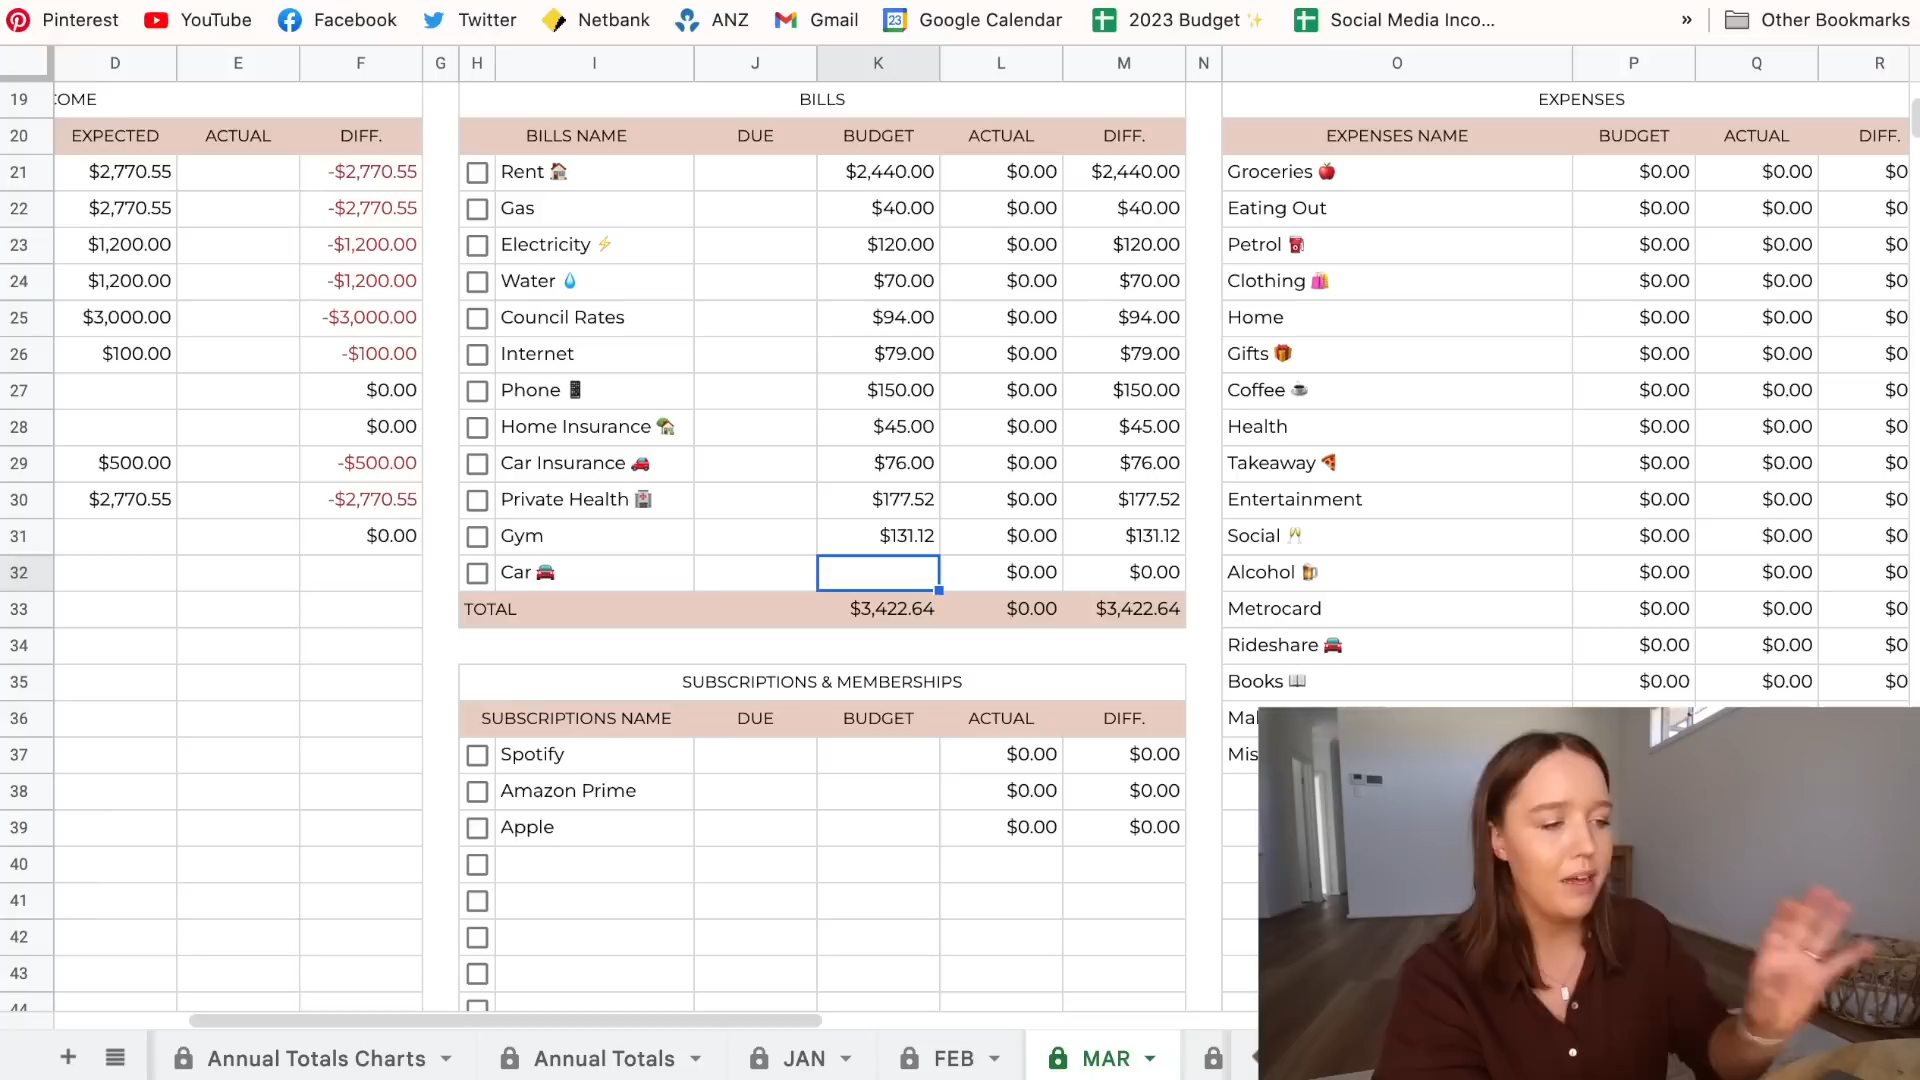 Pinterest YouTube Facebook Twitter Netbank ANZ Gmail 23 Google Calendar 2023 Budget ✨ Social Media Inco... » Other Bookmarks
D E F G H I J K L M N O P Q R
19 COME BILLS EXPENSES
20 EXPECTED ACTUAL DIFF. BILLS NAME DUE BUDGET ACTUAL DIFF. EXPENSES NAME BUDGET ACTUAL DIFF.
21 $2,770.55 -$2,770.55 Rent 🏠 $2,440.00 $0.00 $2,440.00 Groceries 🍎 $0.00 $0.00 $0
22 $2,770.55 -$2,770.55 Gas $40.00 $0.00 $40.00 Eating Out $0.00 $0.00 $0
23 $1,200.00 -$1,200.00 Electricity ⚡ $120.00 $0.00 $120.00 Petrol ⛽ $0.00 $0.00 $0
24 $1,200.00 -$1,200.00 Water 💧 $70.00 $0.00 $70.00 Clothing 🛍️ $0.00 $0.00 $0
25 $3,000.00 -$3,000.00 Council Rates $94.00 $0.00 $94.00 Home $0.00 $0.00 $0
26 $100.00 -$100.00 Internet $79.00 $0.00 $79.00 Gifts 🎁 $0.00 $0.00 $0
27 $0.00 Phone 📱 $150.00 $0.00 $150.00 Coffee ☕ $0.00 $0.00 $0
28 $0.00 Home Insurance 🏡 $45.00 $0.00 $45.00 Health $0.00 $0.00 $0
29 $500.00 -$500.00 Car Insurance 🚗 $76.00 $0.00 $76.00 Takeaway 🍕 $0.00 $0.00 $0
30 $2,770.55 -$2,770.55 Private Health 🏥 $177.52 $0.00 $177.52 Entertainment $0.00 $0.00 $0
31 $0.00 Gym $131.12 $0.00 $131.12 Social 🥂 $0.00 $0.00 $0
32 Car 🚘 $0.00 $0.00 Alcohol 🍺 $0.00 $0.00 $0
33 TOTAL $3,422.64 $0.00 $3,422.64 Metrocard $0.00 $0.00 $0
34 Rideshare 🚘 $0.00 $0.00 $0
35 SUBSCRIPTIONS & MEMBERSHIPS Books 📖 $0.00 $0.00 $0
36 SUBSCRIPTIONS NAME DUE BUDGET ACTUAL DIFF.
37 Spotify $0.00 $0.00 Mis
38 Amazon Prime $0.00 $0.00
39 Apple $0.00 $0.00
40
41
42
43
44
+ Annual Totals Charts Annual Totals JAN FEB MAR